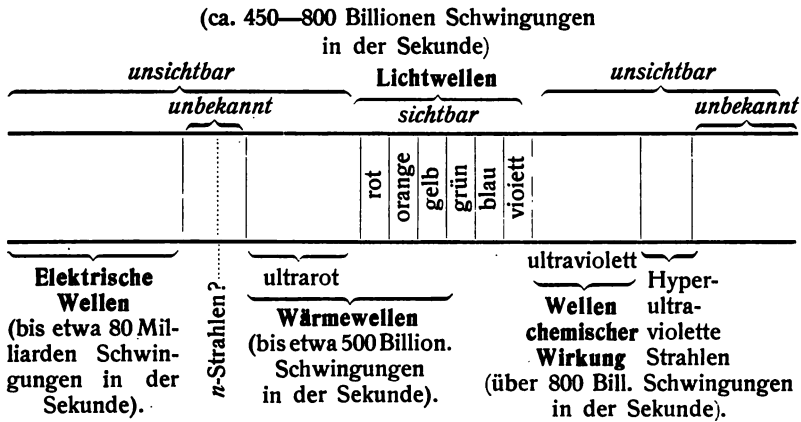 (ca. 450—800 Billionen Schwingungen
in der Sekunde)
unsichtbar
Lichtwellen
unsichtbar
unbekannt
sichtbar
unbekannt
rot
orange
gelb
grün
blau
vioiett
Elektrische
Wellen
(bis etwa 80 Mil-
liarden Schwin-
gungen in der
Sekunde).
n-Strahlen?
ultrarot
Wärmewellen
(bis etwa 500 Billion.
Schwingungen
in der Sekunde).
ultraviolett
Wellen
chemischer
Wirkung
Hyper-
ultra-
violette
Strahlen
(über 800 Bill. Schwingungen
in der Sekunde).